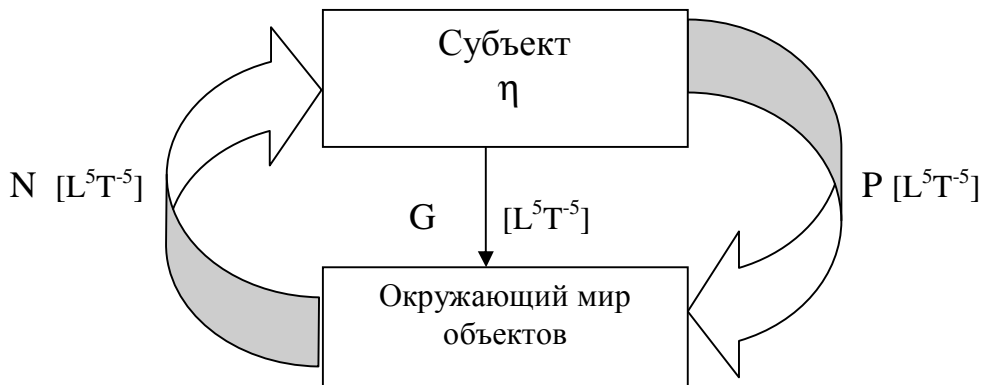 Субъект
η
N [L⁵T⁻⁵]
P [L⁵T⁻⁵]
G [L⁵T⁻⁵]
Окружающий мир
объектов